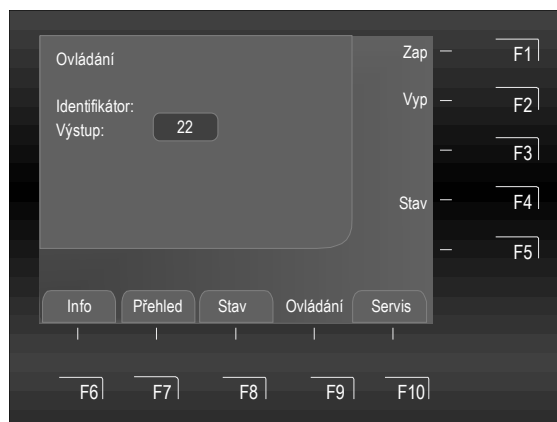 Ovládání
Zap
F1
Identifikátor:
Výstup: 22
Vyp
F2
F3
Stav
F4
F5
Info Přehled Stav Ovládání Servis
F6 F7 F8 F9 F10